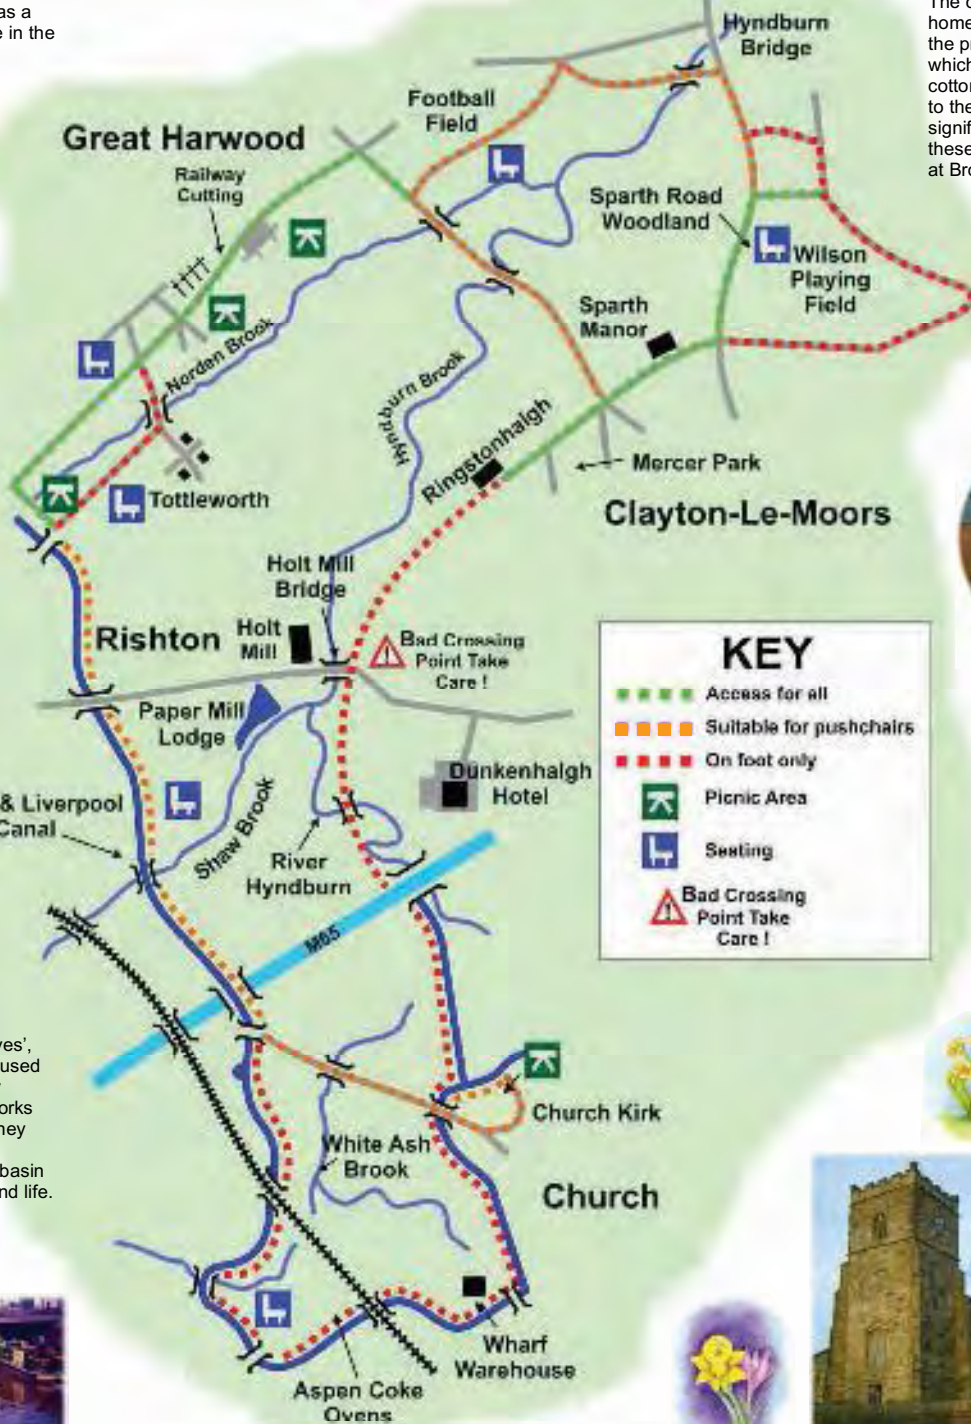 as a
e in the
The c
home
the pr
which
cottor
to the
signif
these
at Bro
Hyndburn
Bridge
Football
Field
Great Harwood
Railway
Cutting
Sparth Road
Woodland
Wilson
Playing
Field
Sparth
Manor
Norden Brook
Hyndburn Brook
Ringstonhalgh
Mercer Park
Tottleworth
Clayton-Le-Moors
Holt Mill
Bridge
Rishton
Holt
Mill
Bad Crossing
Point Take
Care !
Paper Mill
Lodge
Dunkenhalgh
Hotel
& Liverpool
Canal
Shaw Brook
River
Hyndburn
M65
KEY
Access for all
Suitable for pushchairs
On foot only
Picnic Area
Seating
Bad Crossing
Point Take
Care !
ves',
used
orks
hey
basin
nd life.
Church Kirk
White Ash
Brook
Church
Wharf
Warehouse
Aspen Coke
Ovens